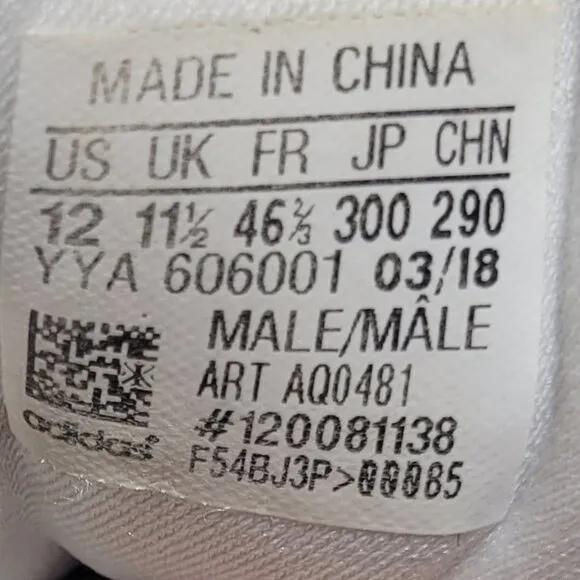 MADE IN CHINA
US UK FR JP CHN
12 11½ 46⅔ 300 290
YYA 606001 03/18
MALE/MÂLE
ART AQ0481
adidas
#120081138
F54BJ3P>00085